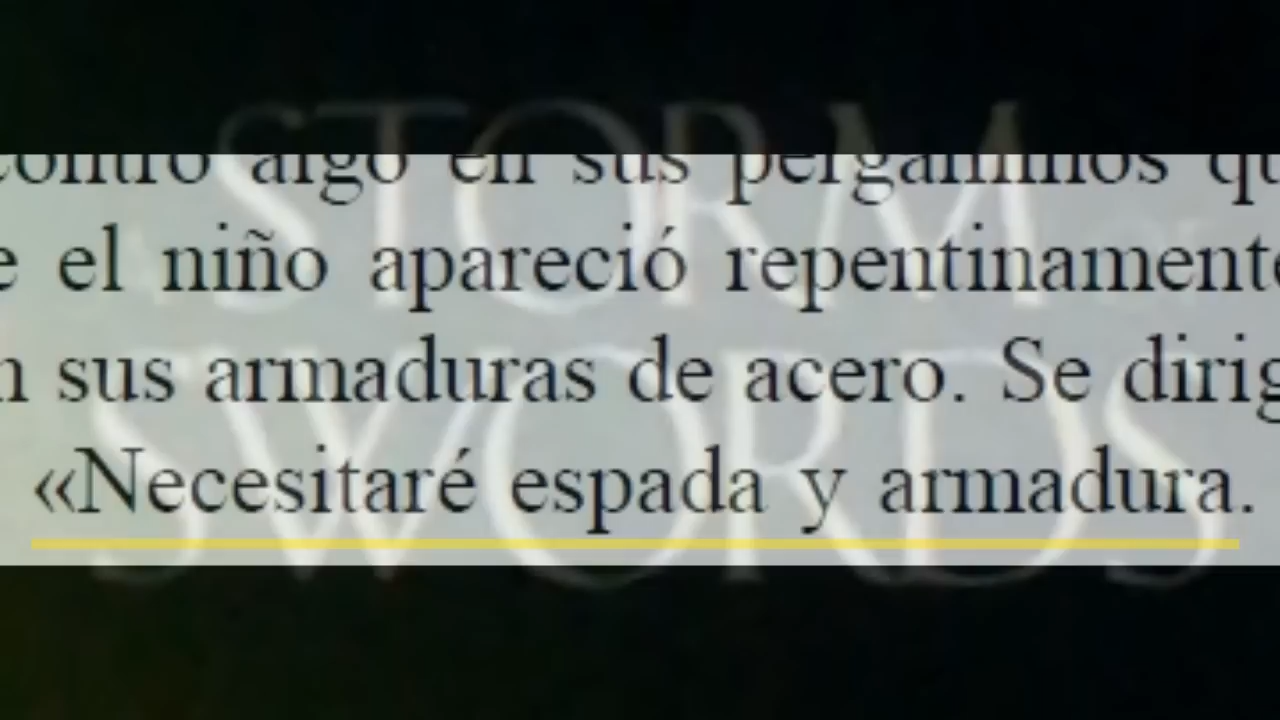 STORM
contró algo en sus pergaminos qu
e el niño apareció repentinamente
n sus armaduras de acero. Se dirig
SWORDS
«Necesitaré espada y armadura.